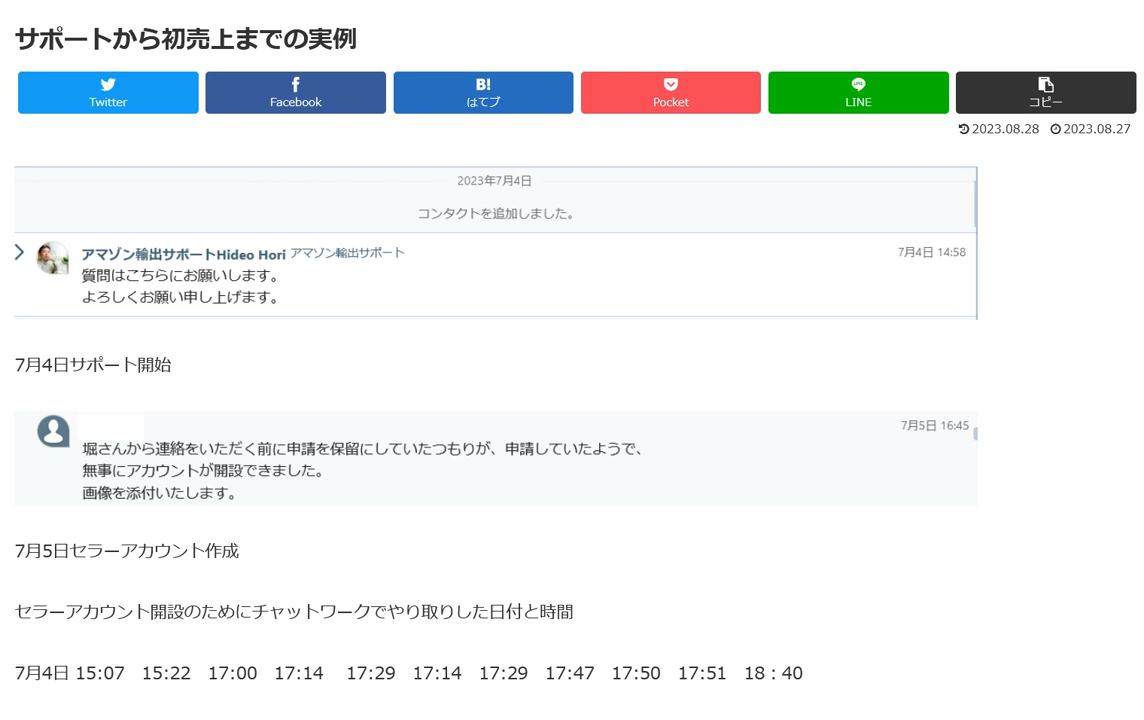 サポートから初売上までの実例
Twitter
Facebook
B!
はてブ
Pocket
LINE
コピー
2023.08.28 2023.08.27
2023年7月4日
コンタクトを追加しました。
アマゾン輸出サポートHideo Hori アマゾン輸出サポート 7月4日 14:58
質問はこちらにお願いします。
よろしくお願い申し上げます。
7月4日サポート開始
7月5日 16:45
堀さんから連絡をいただく前に申請を保留にしていたつもりが、申請していたようで、
無事にアカウントが開設できました。
画像を添付いたします。
7月5日セラーアカウント作成
セラーアカウント開設のためにチャットワークでやり取りした日付と時間
7月4日 15:07　15:22　17:00　17:14　 17:29　17:14　17:29　17:47　17:50　17:51　18：40